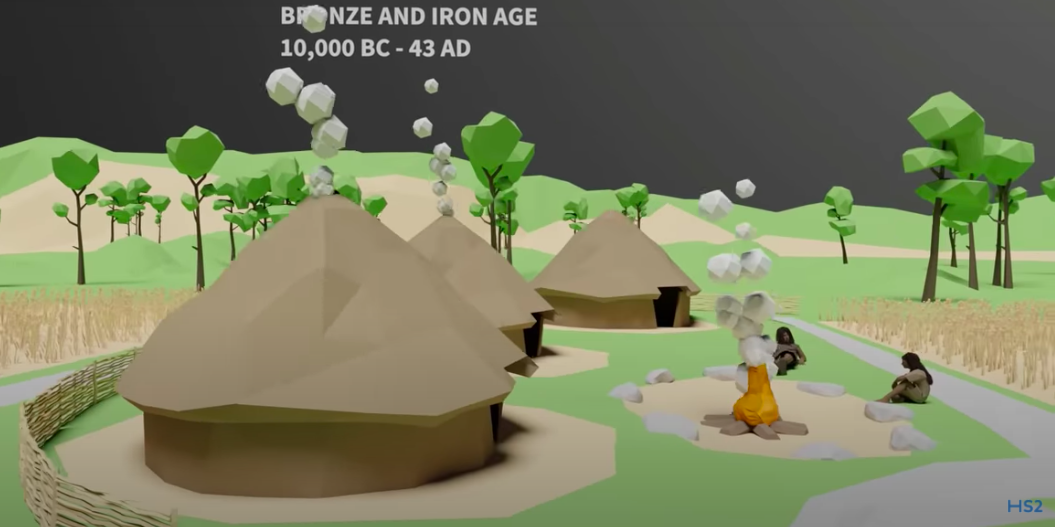 BRONZE AND IRON AGE
10,000 BC - 43 AD
HS2